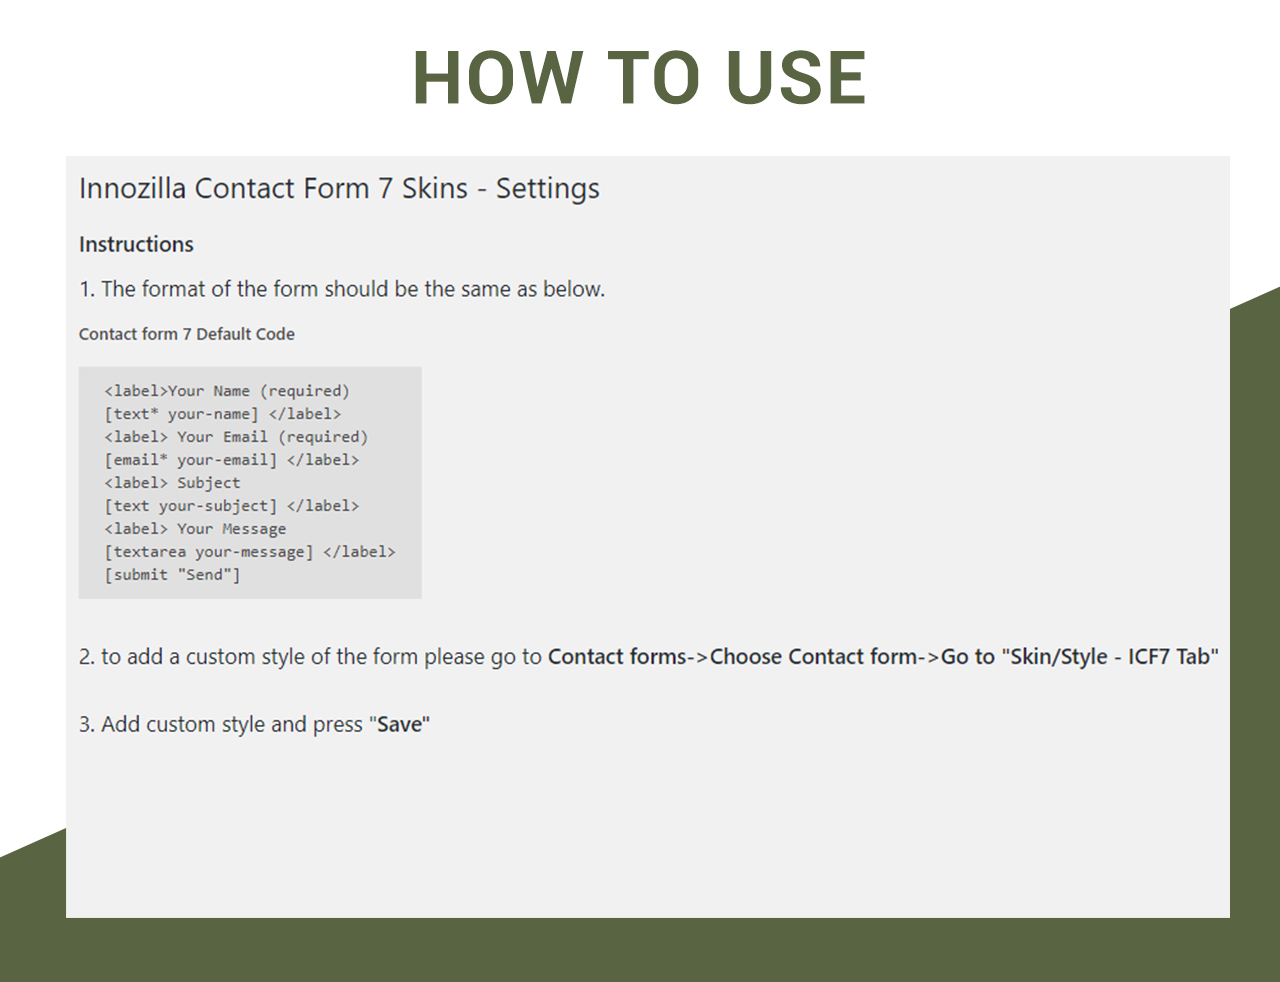 HOW TO USE
Innozilla Contact Form 7 Skins - Settings
Instructions
1. The format of the form should be the same as below.
Contact form 7 Default Code
<label>Your Name (required)
[text* your-name] </label>
<label> Your Email (required)
[email* your-email] </label>
<label> Subject
[text your-subject] </label>
<label> Your Message
[textarea your-message] </label>
[submit "Send"]
2. to add a custom style of the form please go to Contact forms->Choose Contact form->Go to "Skin/Style - ICF7 Tab"
3. Add custom style and press "Save"